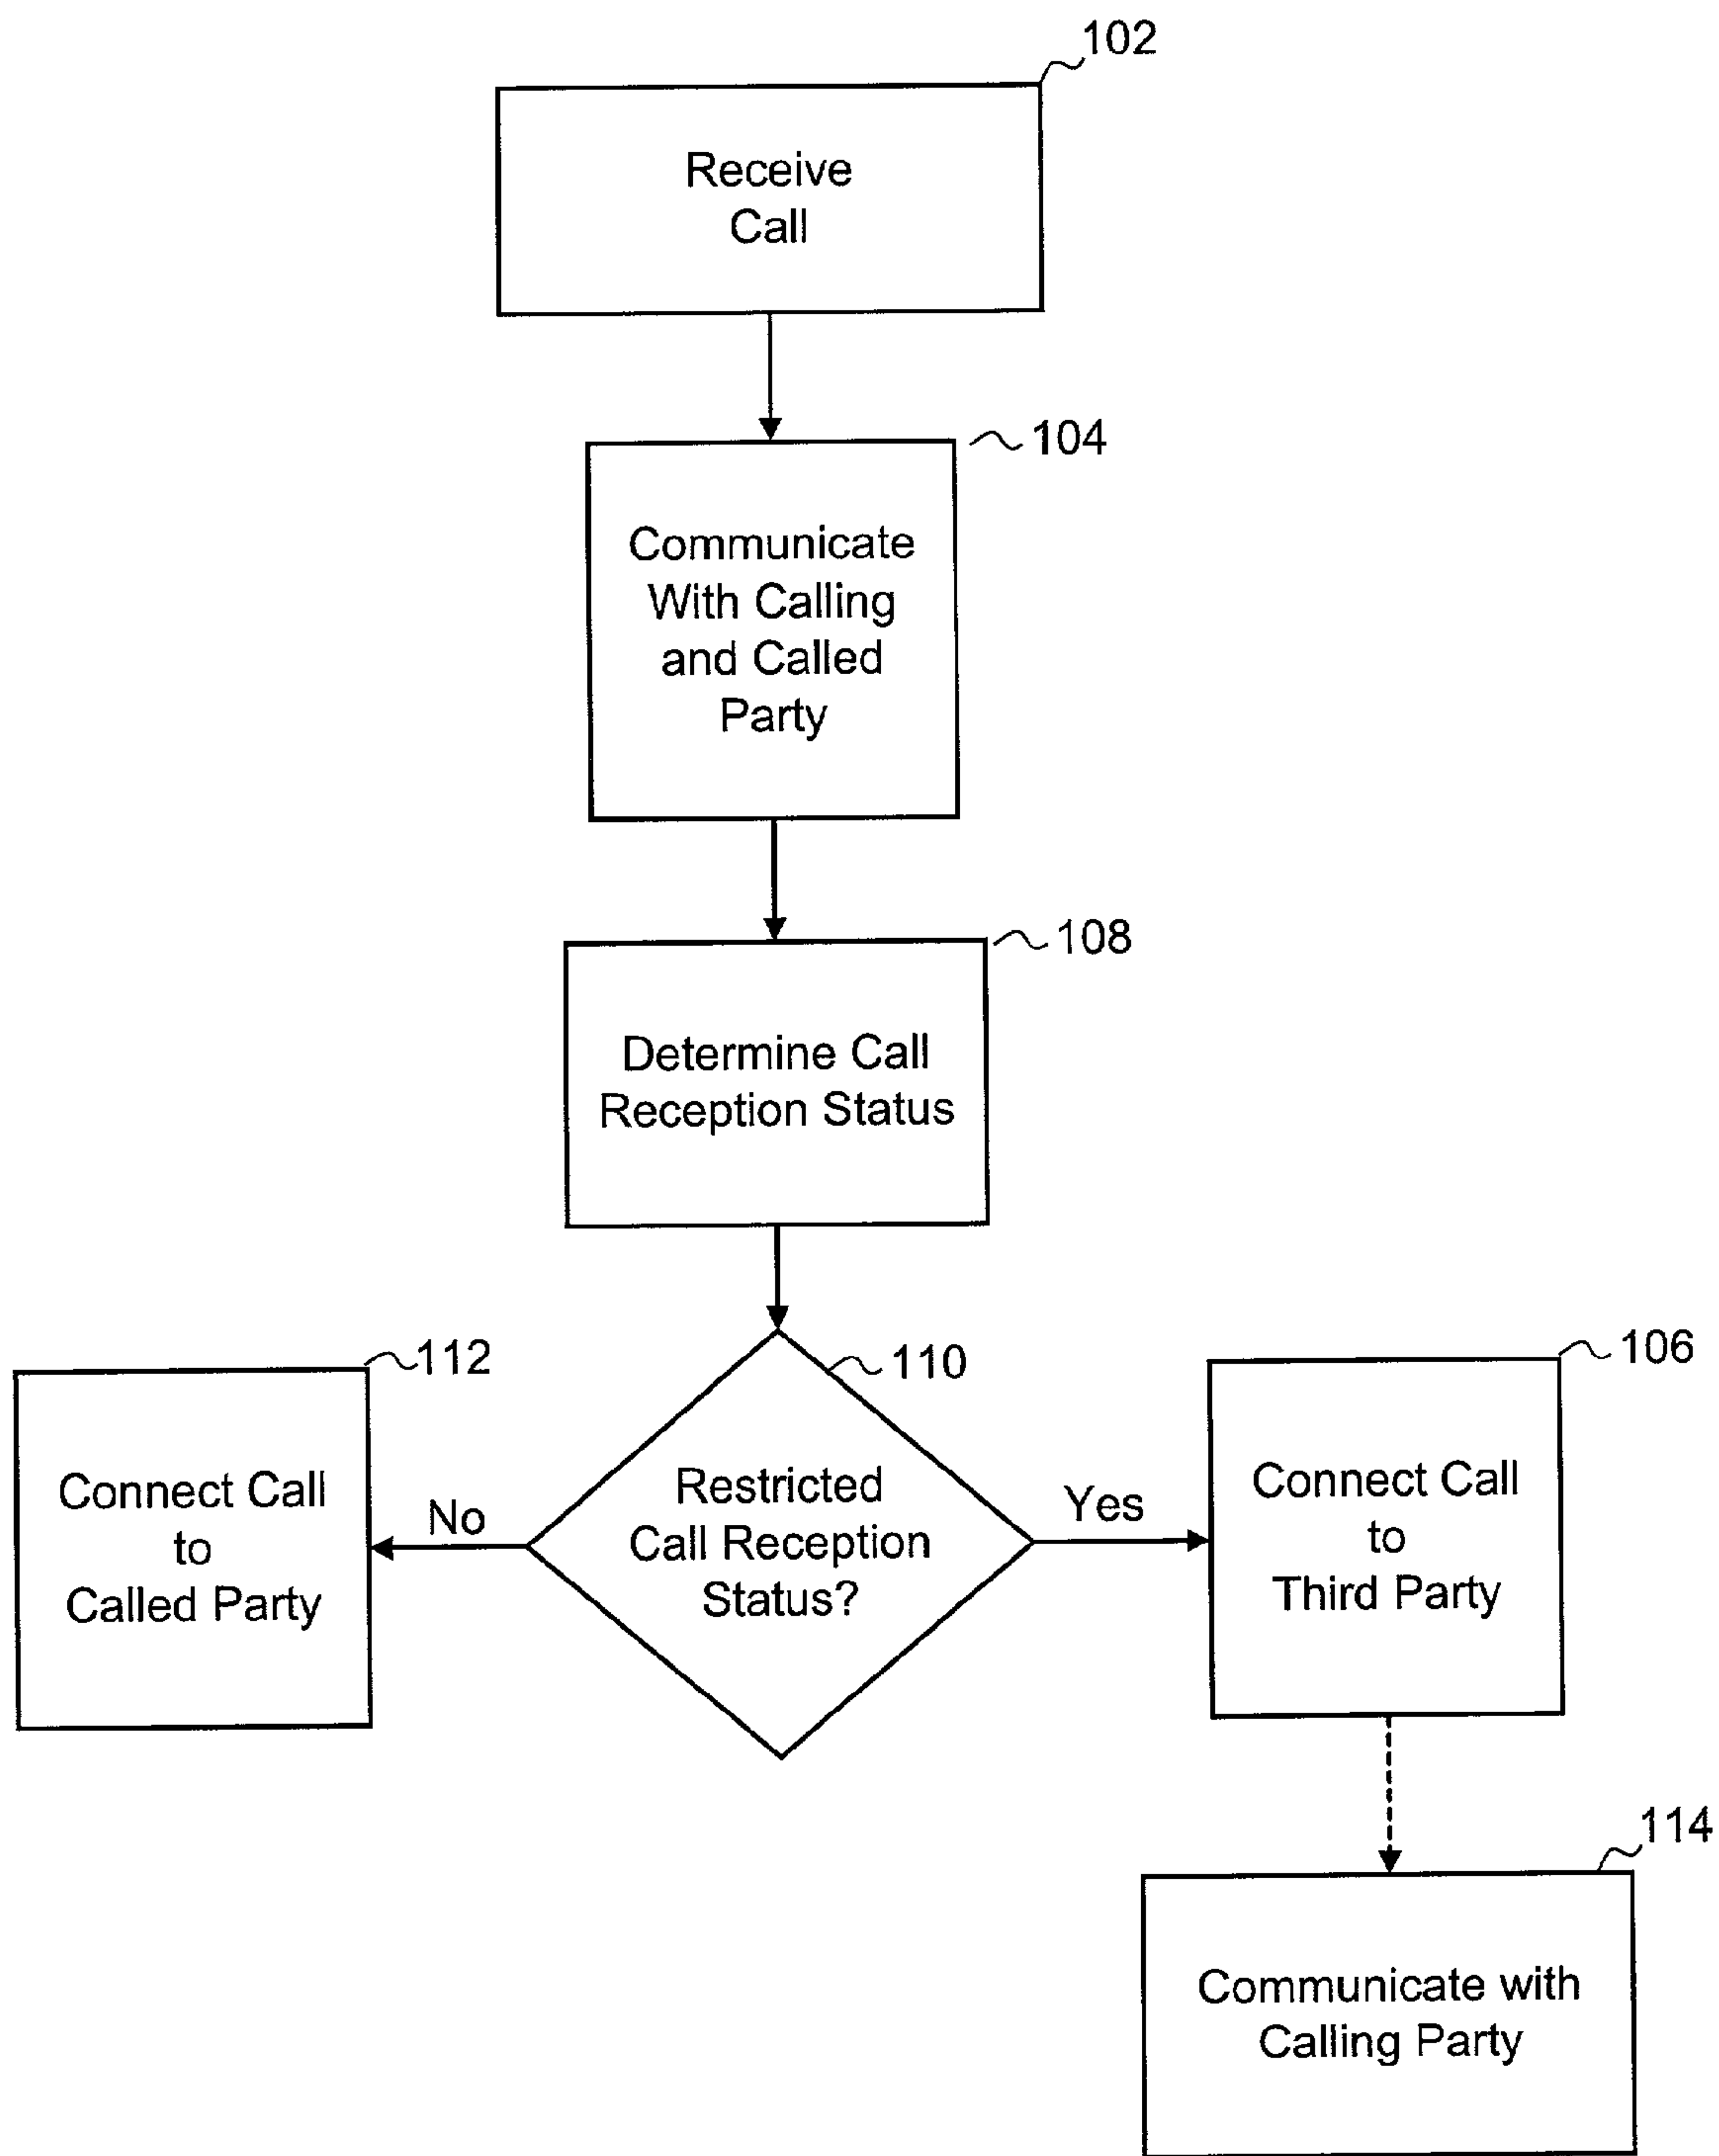 102
Receive
Call
104
Communicate
With Calling
and Called
Party
108
Determine Call
Reception Status
112
110
106
Connect Call
to
Called Party
No
Restricted
Call Reception
Status?
Yes
Connect Call
to
Third Party
114
Communicate with
Calling Party